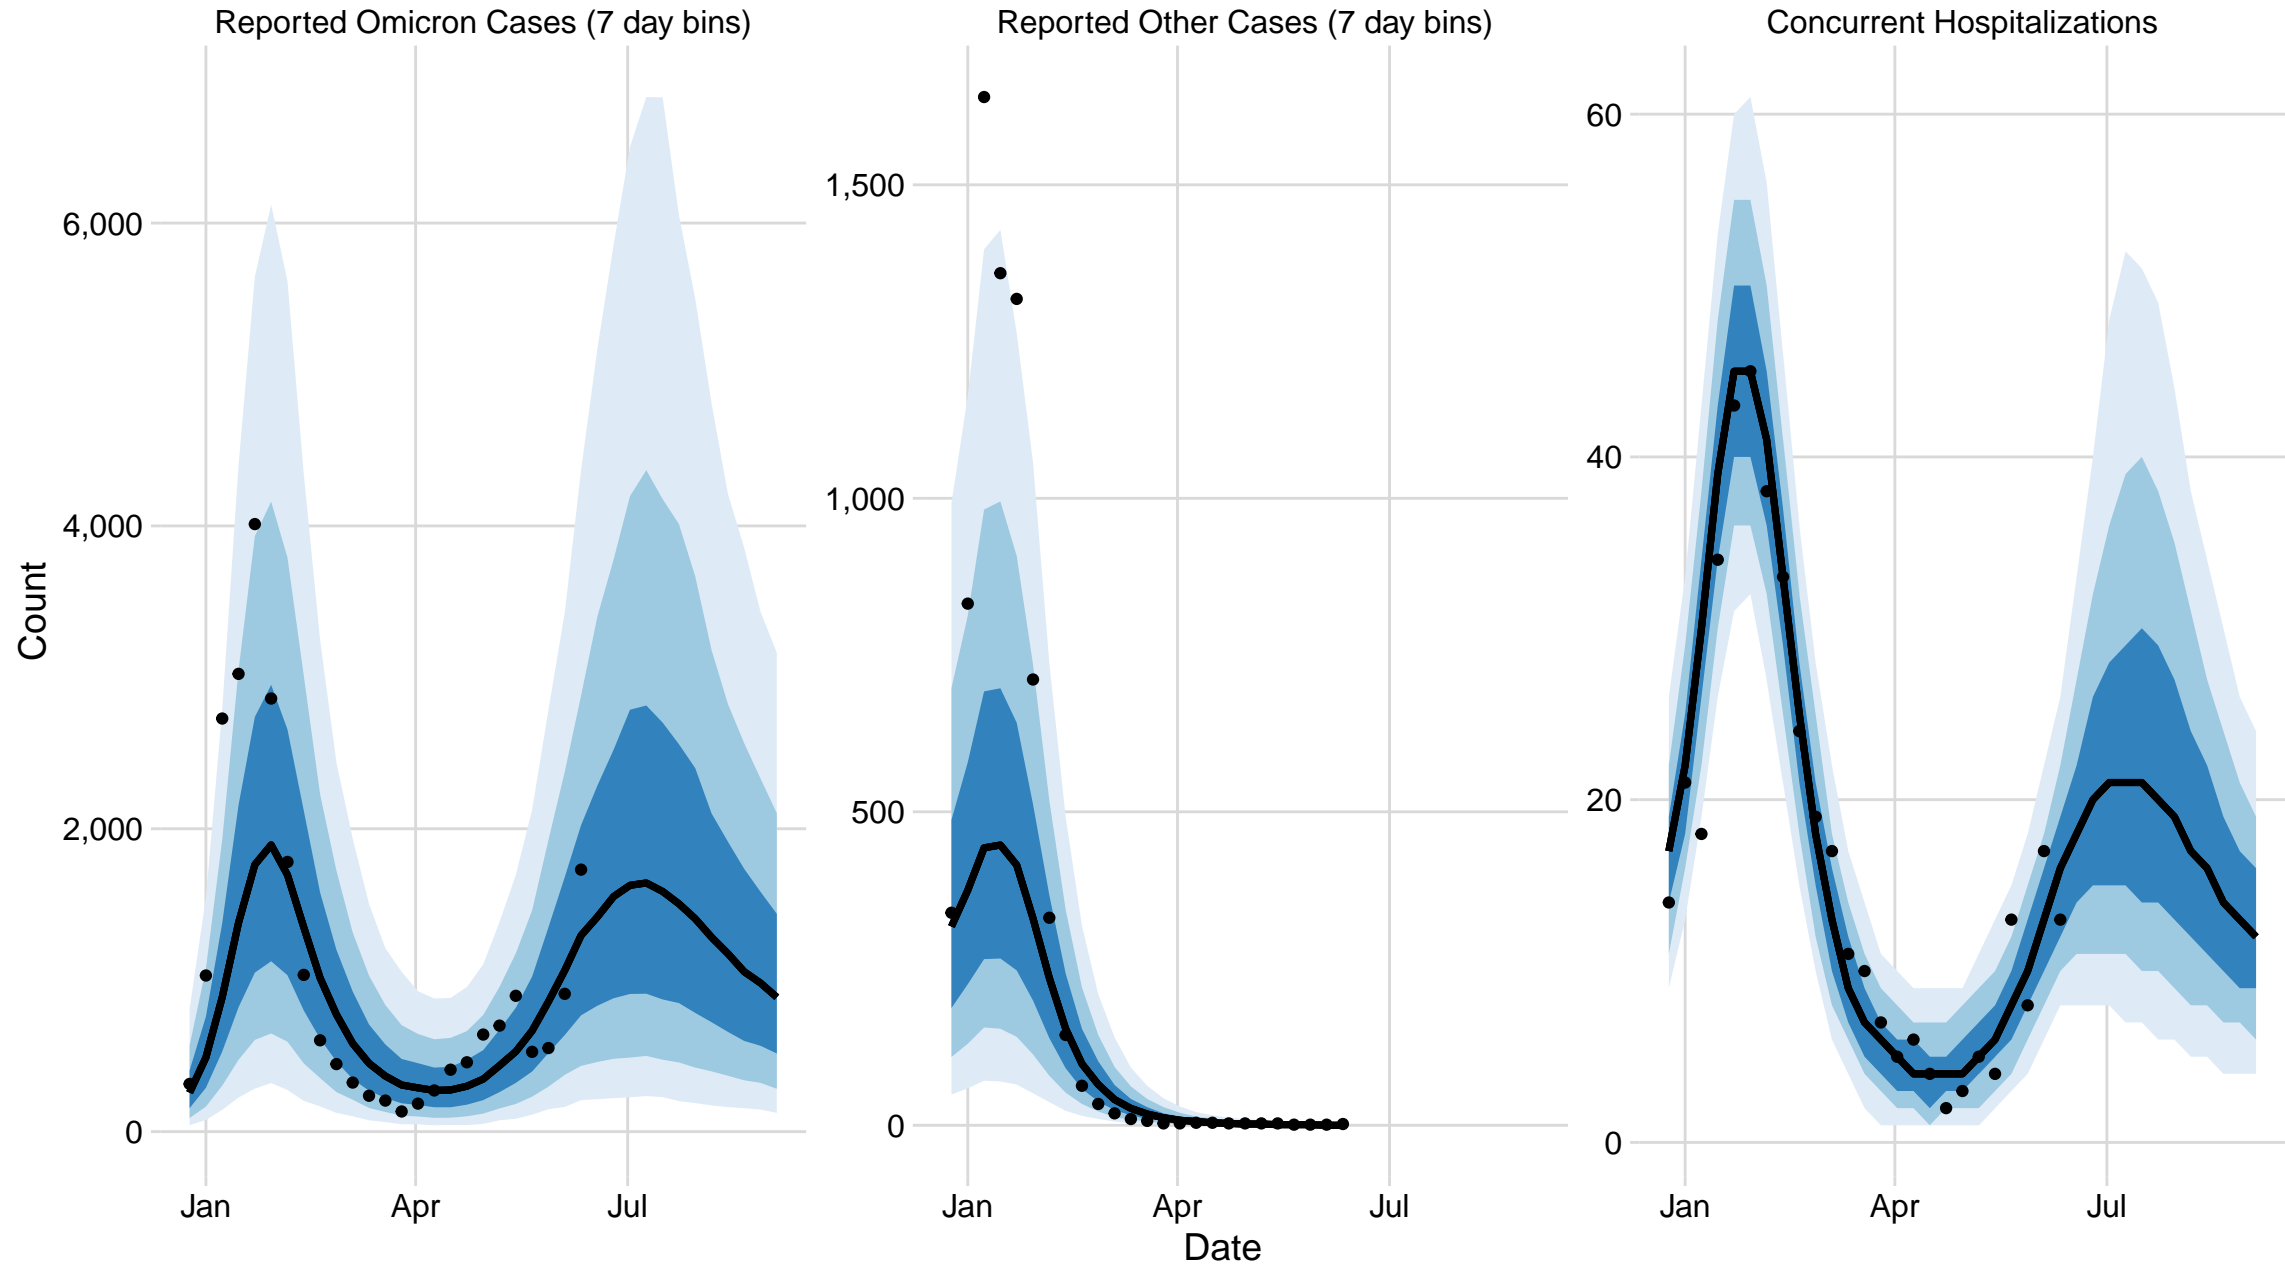 Reported Omicron Cases (7 day bins)
Reported Other Cases (7 day bins)
Concurrent Hospitalizations
Count
6,000
4,000
2,000
0
Jan Apr Jul
1,500
1,000
500
0
Jan Apr Jul
60
40
20
0
Jan Apr Jul
Date